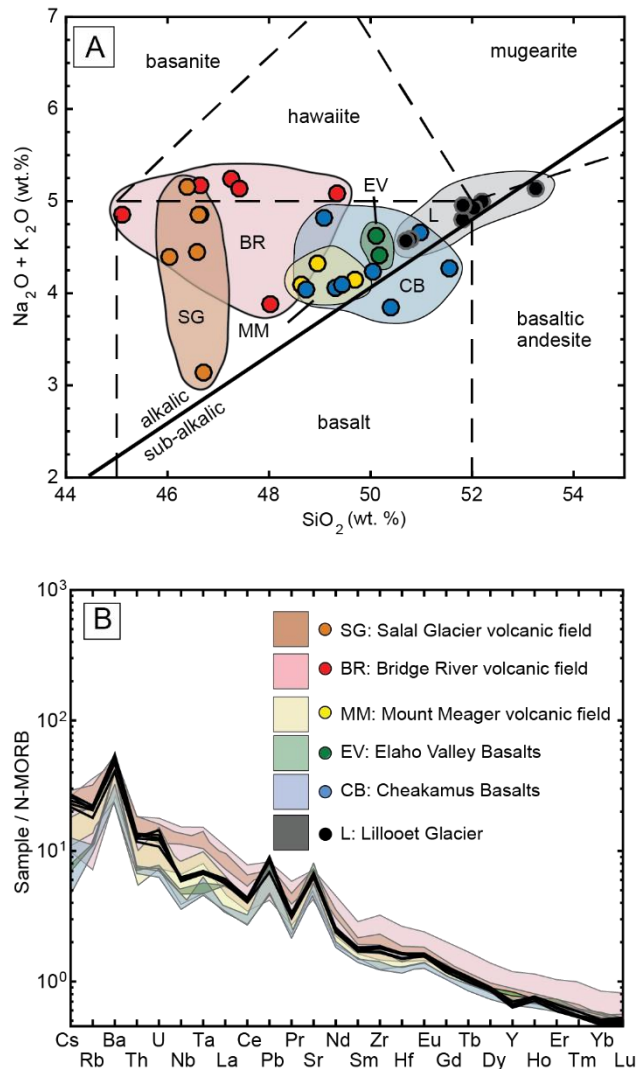 A
basanite
mugearite
hawaiite
EV
L
BR
CB
SG
MM
alkalic
sub-alkalic
basalt
basaltic
andesite
7
6
5
4
3
2
Na2O + K2O (wt.%)
44 46 48 50 52 54
SiO2 (wt. %)
B
SG: Salal Glacier volcanic field
BR: Bridge River volcanic field
MM: Mount Meager volcanic field
EV: Elaho Valley Basalts
CB: Cheakamus Basalts
L: Lillooet Glacier
10³
10²
10¹
10⁰
Sample / N-MORB
Cs Ba U Ta Ce Pr Nd Zr Eu Tb Y Er Yb
Rb Th Nb La Pb Sr Sm Hf Gd Dy Ho Tm Lu